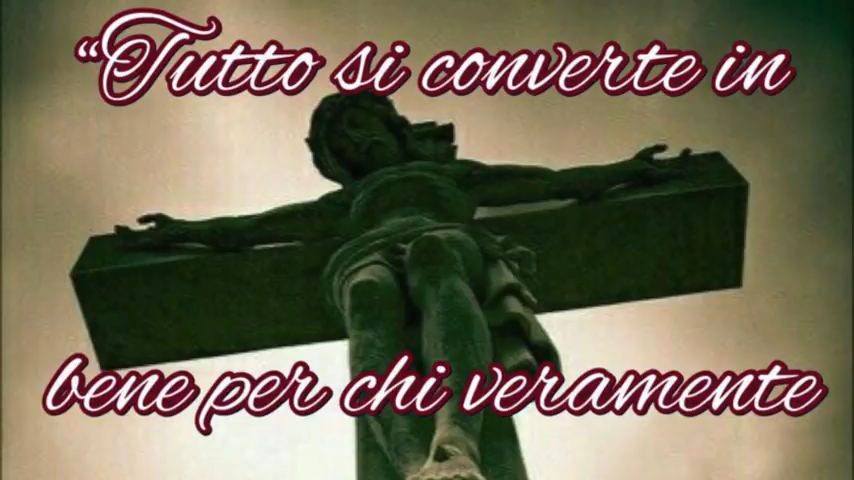 “Tutto si converte in
bene per chi veramente